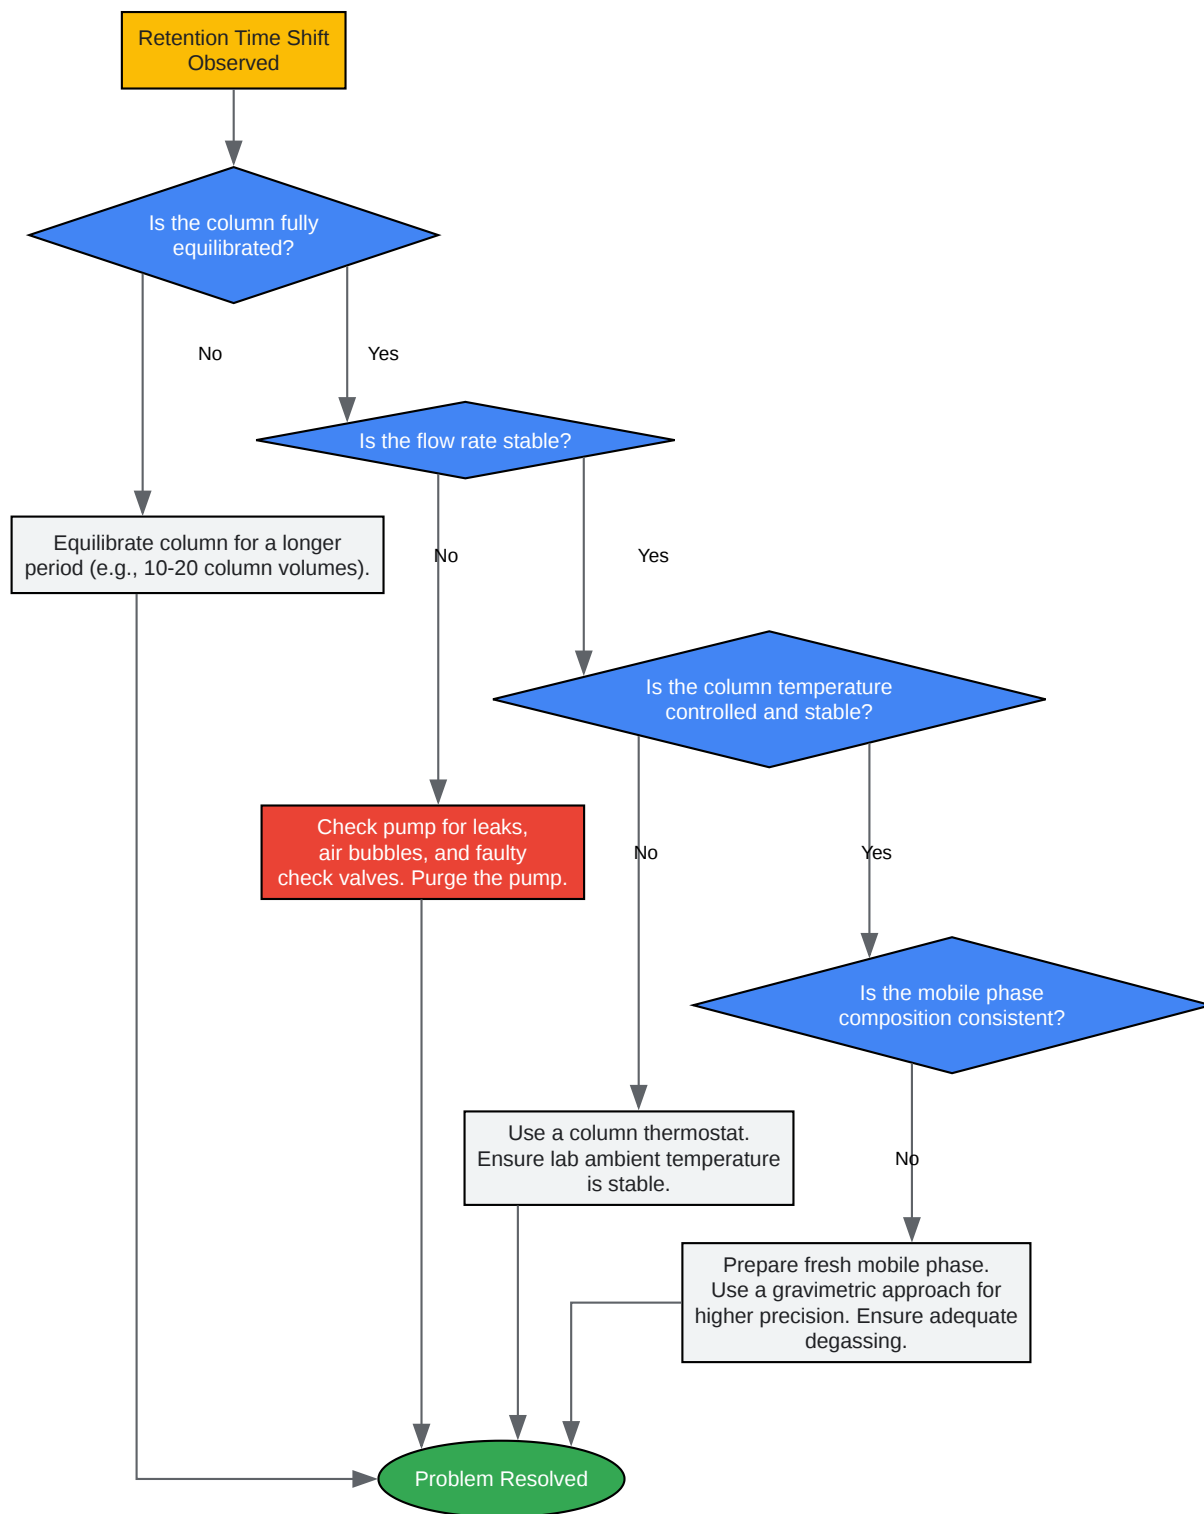 Retention Time Shift
Observed
Is the column fully
equilibrated?
No
Yes
Is the flow rate stable?
Equilibrate column for a longer
period (e.g., 10-20 column volumes).
No
Yes
Is the column temperature
controlled and stable?
Check pump for leaks,
air bubbles, and faulty
check valves. Purge the pump.
No
Yes
Is the mobile phase
composition consistent?
Use a column thermostat.
Ensure lab ambient temperature
is stable.
No
Prepare fresh mobile phase.
Use a gravimetric approach for
higher precision. Ensure adequate
degassing.
Problem Resolved